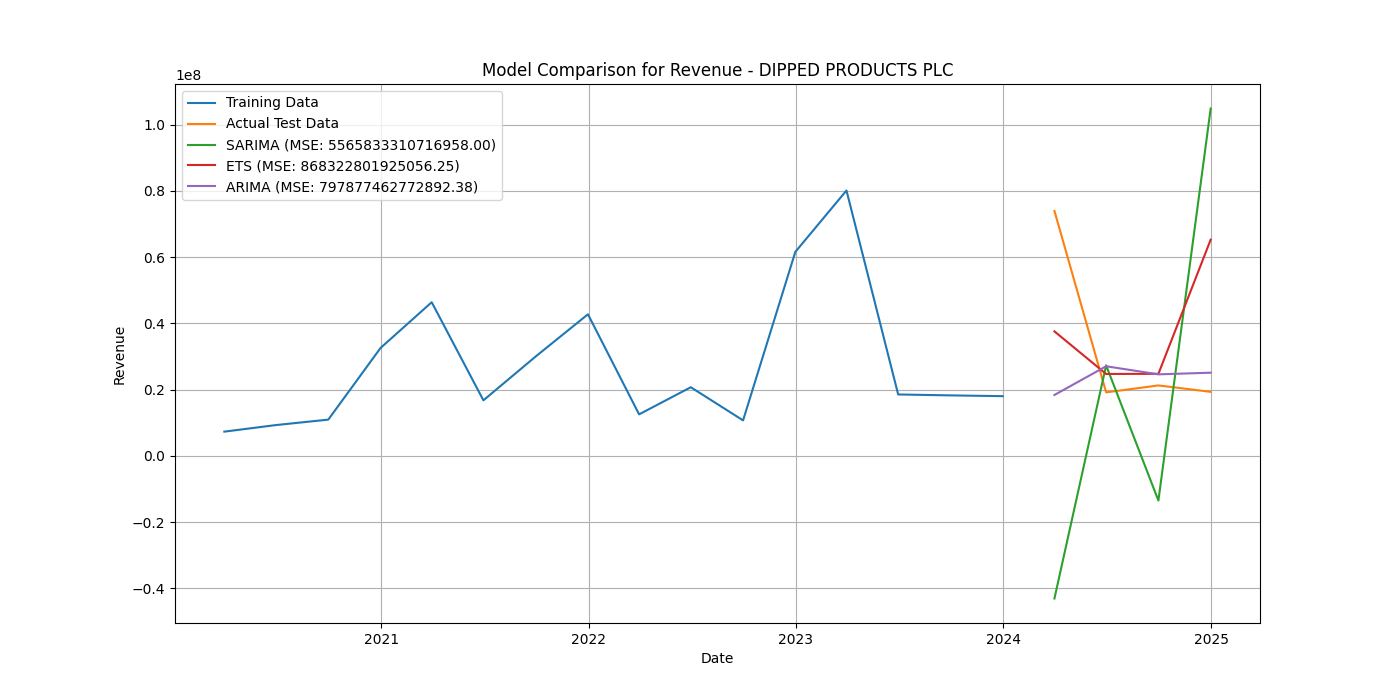 Model Comparison for Revenue - DIPPED PRODUCTS PLC
1e8
Training Data
Actual Test Data
SARIMA (MSE: 5565833310716958.00)
ETS (MSE: 868322801925056.25)
ARIMA (MSE: 797877462772892.38)
1.0
0.8
0.6
0.4
0.2
0.0
−0.2
−0.4
Revenue
2021 2022 2023 2024 2025
Date